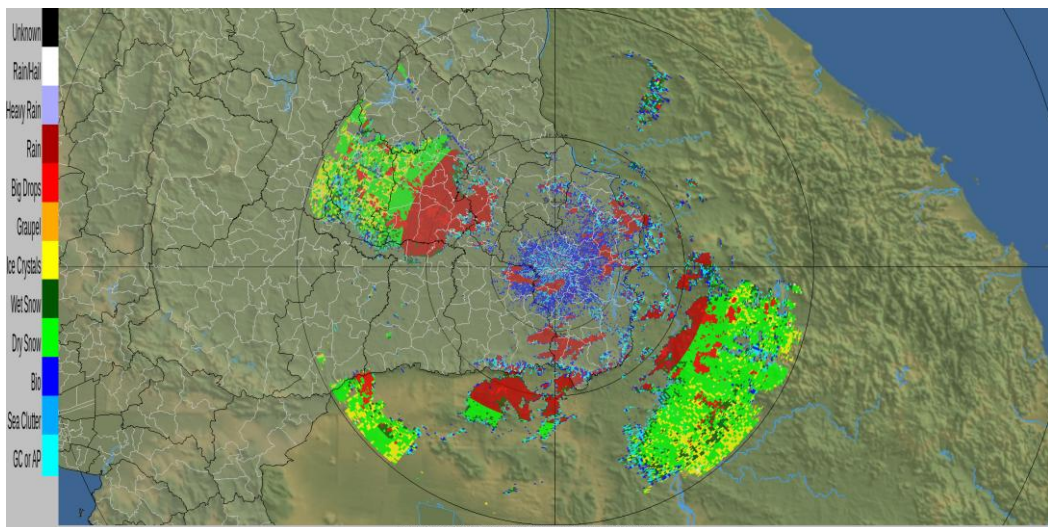 Unknown
Rain/Hail
Heavy Rain
Rain
Big Drops
Graupel
Ice Crystals
Wet Snow
Dry Snow
Bio
Sea Clutter
GC or AP